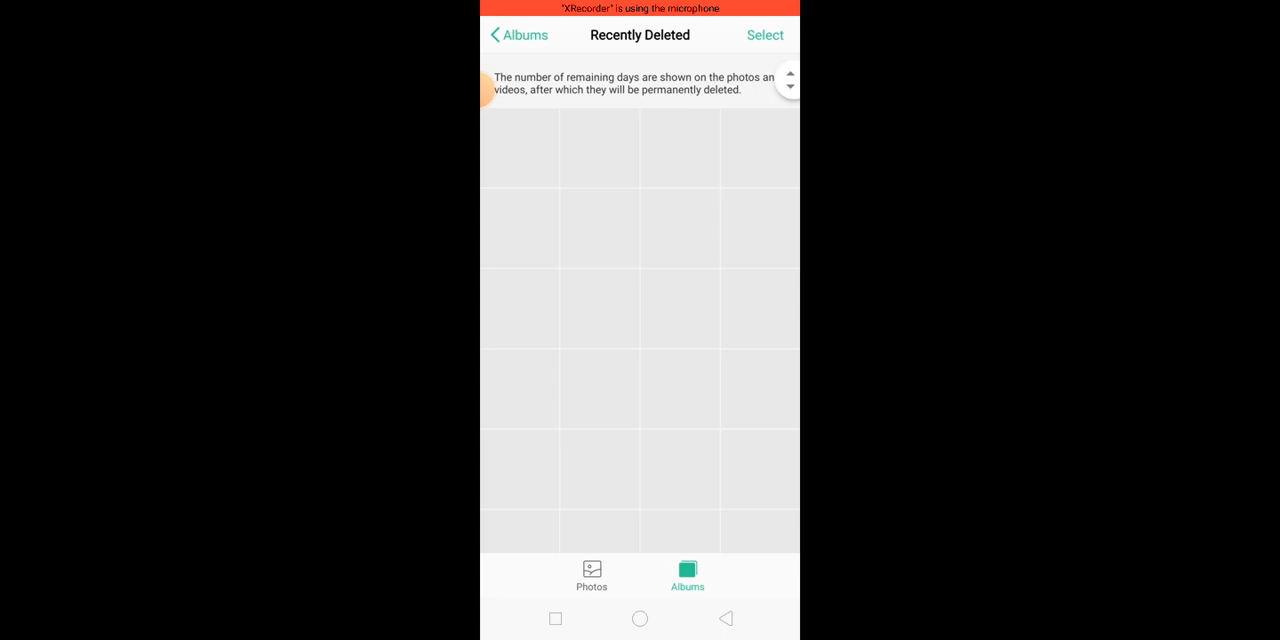 "XRecorder" is using the microphone
Albums
Recently Deleted
Select
The number of remaining days are shown on the photos an
videos, after which they will be permanently deleted.
Photos
Albums